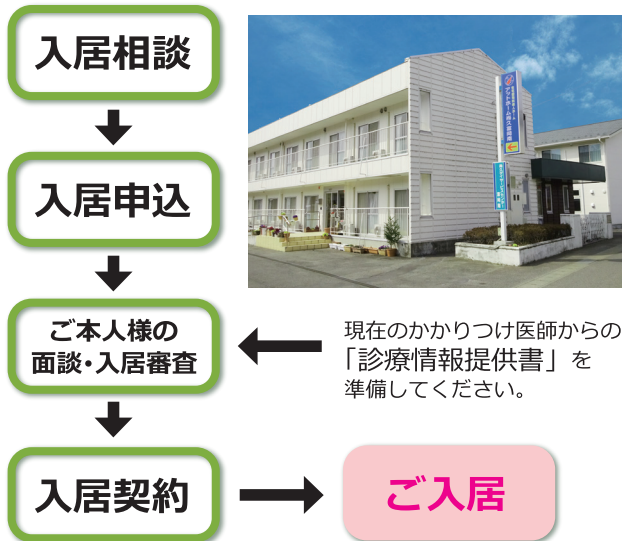 入居相談
入居申込
ご本人様の
面談・入居審査
現在のかかりつけ医師からの
「診療情報提供書」を
準備してください。
入居契約
ご入居